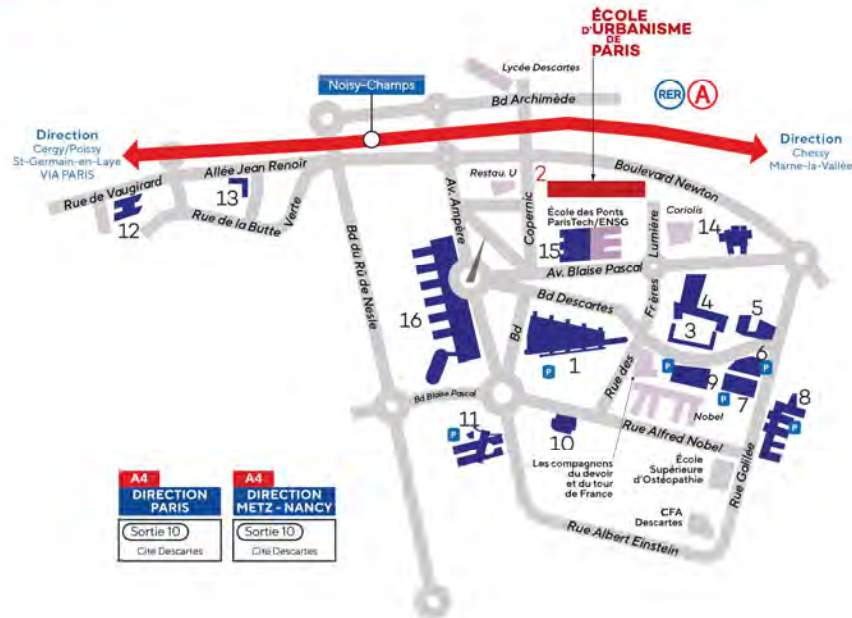 ÉCOLE
D'URBANISME
DE
PARIS
Lycée Descartes
Noisy-Champs
Bd Archimède
RER A
Direction
Cergy/Poissy
St-Germain-en-Laye
VIA PARIS
Direction
Chessy
Marne-la-Vallée
Rue de Vaugirard
Allée Jean Renoir
Rue de la Butte Verte
12
13
Bd du Rû de Nesle
Av. Ampère
Restau. U
2
Copernic
Bd
Boulevard Newton
École des Ponts
ParisTech/ENSG
15
Lumière
Frères
Rue des
Coriolis
14
Av. Blaise Pascal
Bd Descartes
16
1
P
4
3
5
6
P
P
9
7
P
8
P
Nobel
Bd Blaise Pascal
11
P
10
Rue Alfred Nobel
Rue Galilée
Les compagnons
du devoir
et du tour
de France
École
Supérieure
d'Ostéopathie
CFA
Descartes
Rue Albert Einstein
A4
DIRECTION
PARIS
Sortie 10
Cité Descartes
A4
DIRECTION
METZ - NANCY
Sortie 10
Cité Descartes